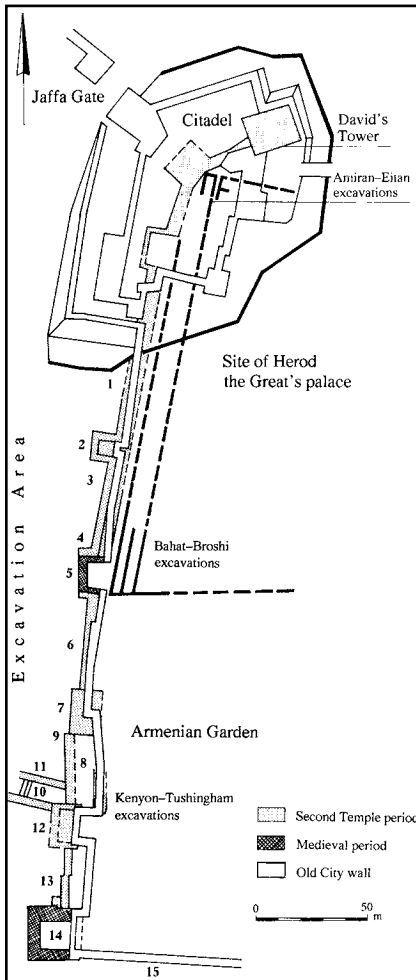 Jaffa Gate
Citadel
David's
Tower
Amiran–Eitan
excavations
Site of Herod
the Great's palace
1
2
3
4
5
Bahat–Broshi
excavations
Excavation Area
6
7
9
Armenian Garden
8
11
10
Kenyon–Tushingham
excavations
12
13
14
15
Second Temple period
Medieval period
Old City wall
0 50
m